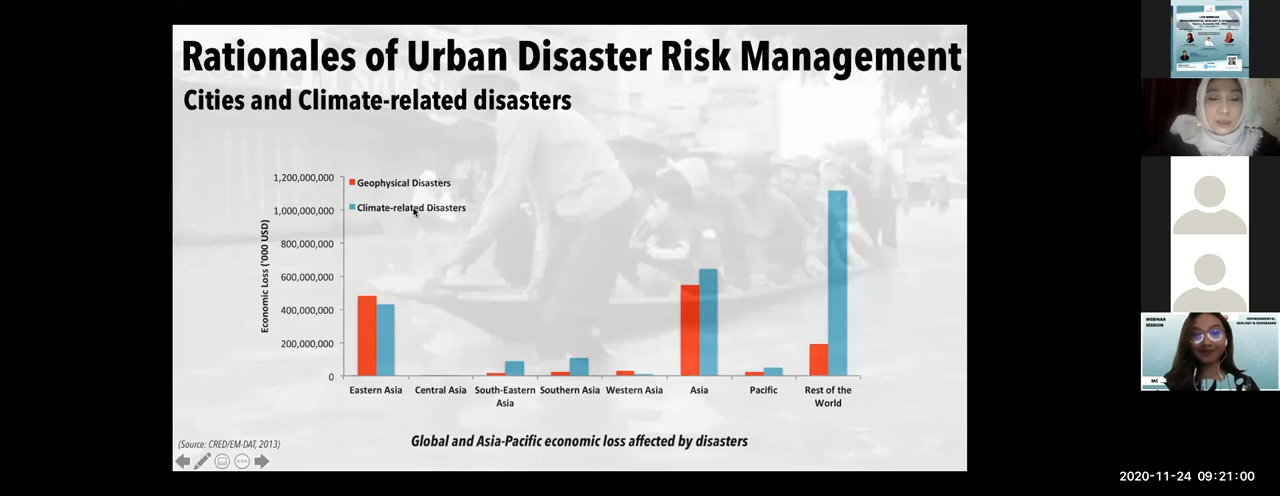 Rationales of Urban Disaster Risk Management
Cities and Climate-related disasters
1,200,000,000
1,000,000,000
800,000,000
600,000,000
400,000,000
200,000,000
0
Economic Loss ('000 USD)
Geophysical Disasters
Climate-related Disasters
Eastern Asia
Central Asia
South-Eastern
Asia
Southern Asia
Western Asia
Asia
Pacific
Rest of the
World
(Source: CRED/EM-DAT, 2013)
Global and Asia-Pacific economic loss affected by disasters
WEBINAR
SESSION
ENVIRONMENTAL
GEOLOGY & GEOHAZARD
MC
2020-11-24 09:21:00